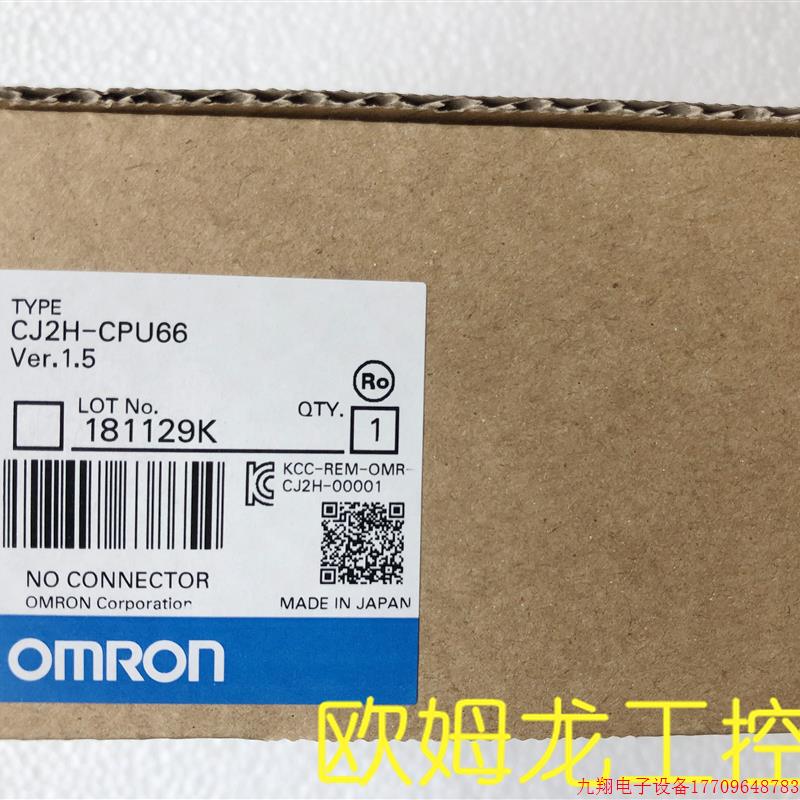 TYPE
CJ2H-CPU66
Ver.1.5
Ro
LOT No.
181129K
QTY.
1
KCC-REM-OMR-
CJ2H-00001
NO CONNECTOR
OMRON Corporation
MADE IN JAPAN
OMRON
欧姆龙工控
九翔电子设备17709648783